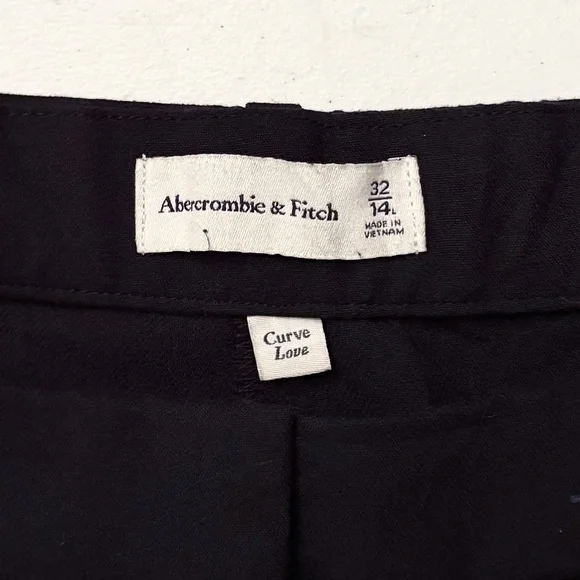 Abercrombie & Fitch
32
14L
MADE IN
VIETNAM
Curve
Love